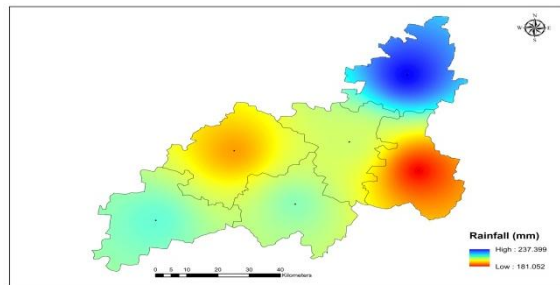 N
W E
S
Rainfall (mm)
High : 237.399
Low : 181.052
0 5 10 20 30 40
Kilometers